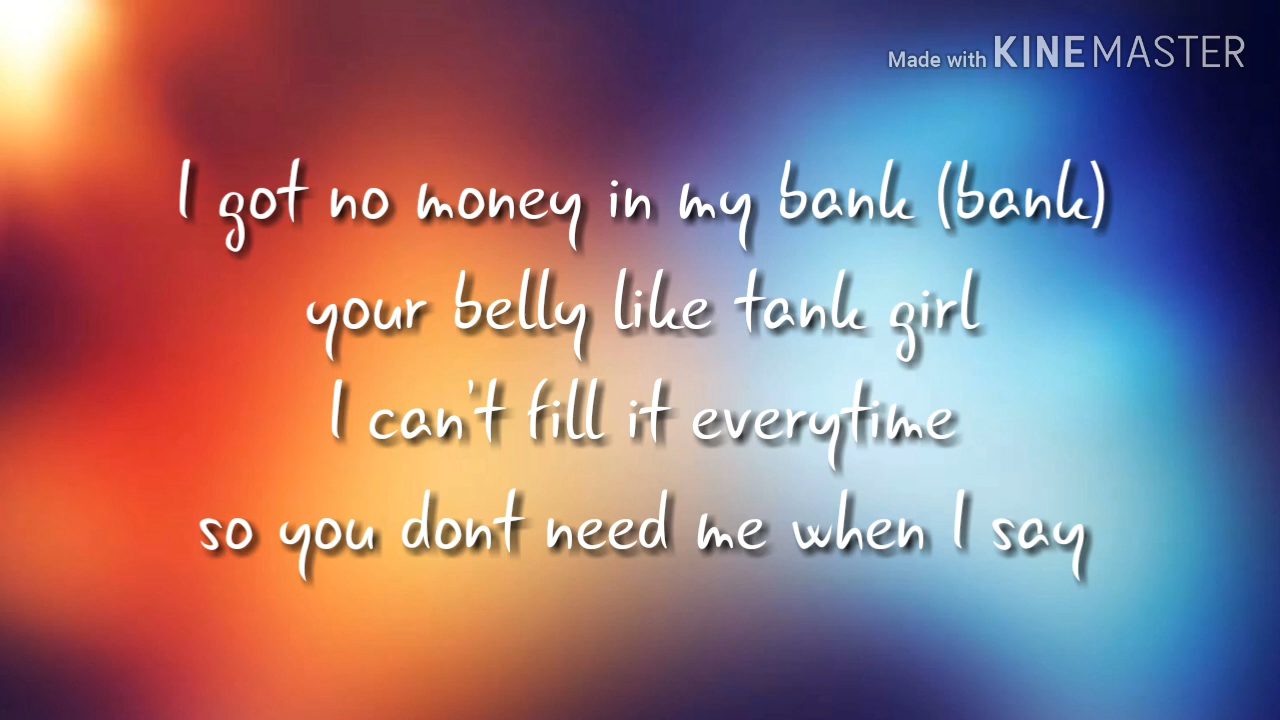 Made with KINEMASTER
I got no money in my bank (bank)
your belly like tank girl
I can't fill it everytime
so you dont need me when I say